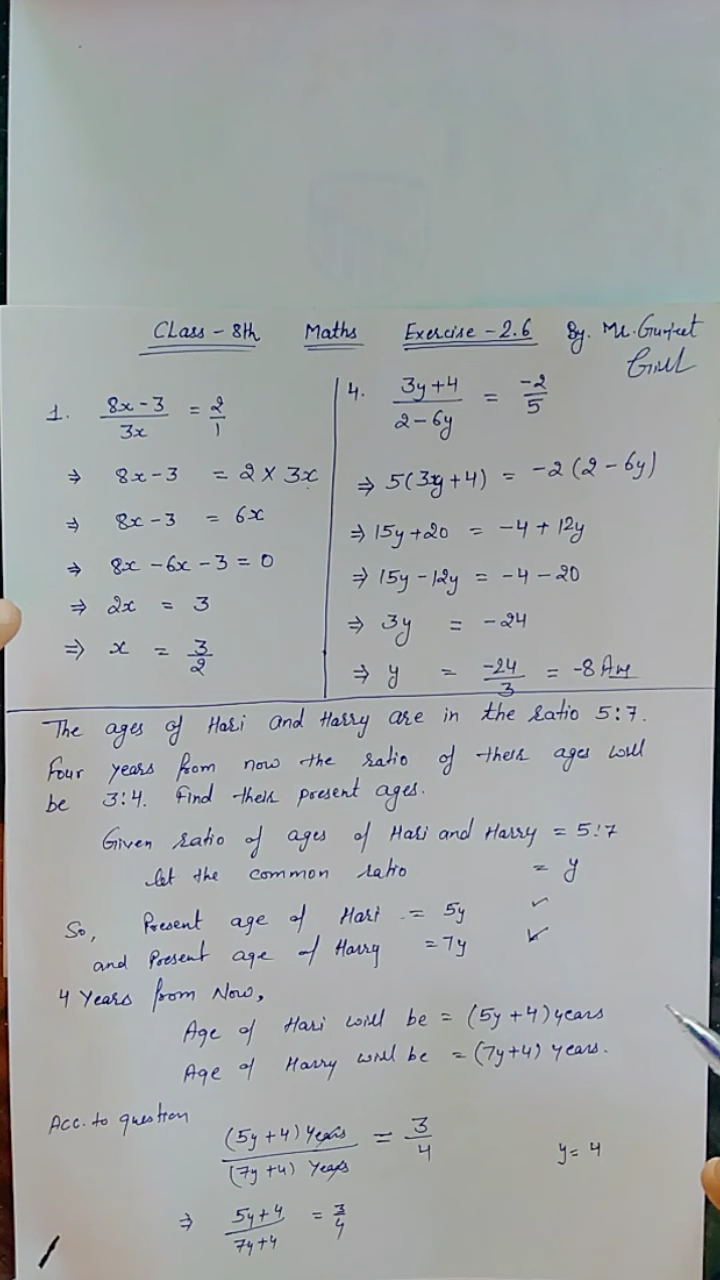 Class - 8th Maths Exercise - 2.6 By. Mr. Gurjeet
Gill
1. (8x - 3)/(3x) = 2/1
⇒ 8x - 3 = 2 × 3x
⇒ 8x - 3 = 6x
⇒ 8x - 6x - 3 = 0
⇒ 2x = 3
⇒ x = 3/2
4. (3y + 4)/(2 - 6y) = -2/5
⇒ 5(3y + 4) = -2(2 - 6y)
⇒ 15y + 20 = -4 + 12y
⇒ 15y - 12y = -4 - 20
⇒ 3y = -24
⇒ y = -24/3 = -8 Ans
The ages of Hari and Harry are in the ratio 5:7.
Four years from now the ratio of their ages will
be 3:4. Find their present ages.
Given ratio of ages of Hari and Harry = 5:7
let the common ratio = y
So, Present age of Hari = 5y ✓
and Present age of Harry = 7y ✓
4 Years from Now,
Age of Hari will be = (5y + 4) years
Age of Harry will be = (7y + 4) years.
Acc. to question
(5y + 4) Years/(7y + 4) Years = 3/4 y = 4
⇒ (5y + 4)/(7y + 4) = 3/4